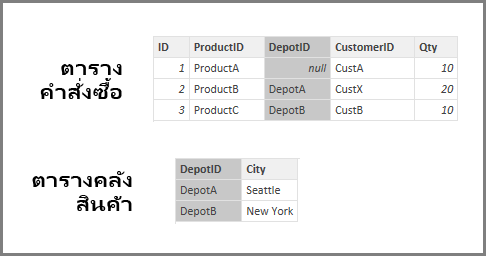 ID ProductID DepotID CustomerID Qty
ตาราง
คำสั่งซื้อ
1 ProductA null CustA 10
2 ProductB DepotA CustX 20
3 ProductC DepotB CustB 10
ตารางคลัง
สินค้า
DepotID City
DepotA Seattle
DepotB New York